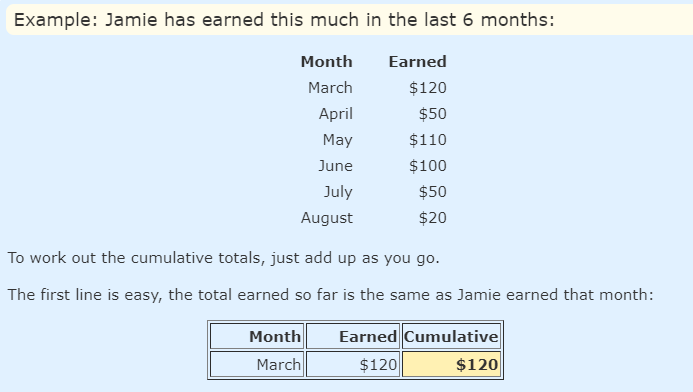 Example: Jamie has earned this much in the last 6 months:
Month Earned
March $120
April $50
May $110
June $100
July $50
August $20
To work out the cumulative totals, just add up as you go.
The first line is easy, the total earned so far is the same as Jamie earned that month:
Month Earned Cumulative
March $120 $120